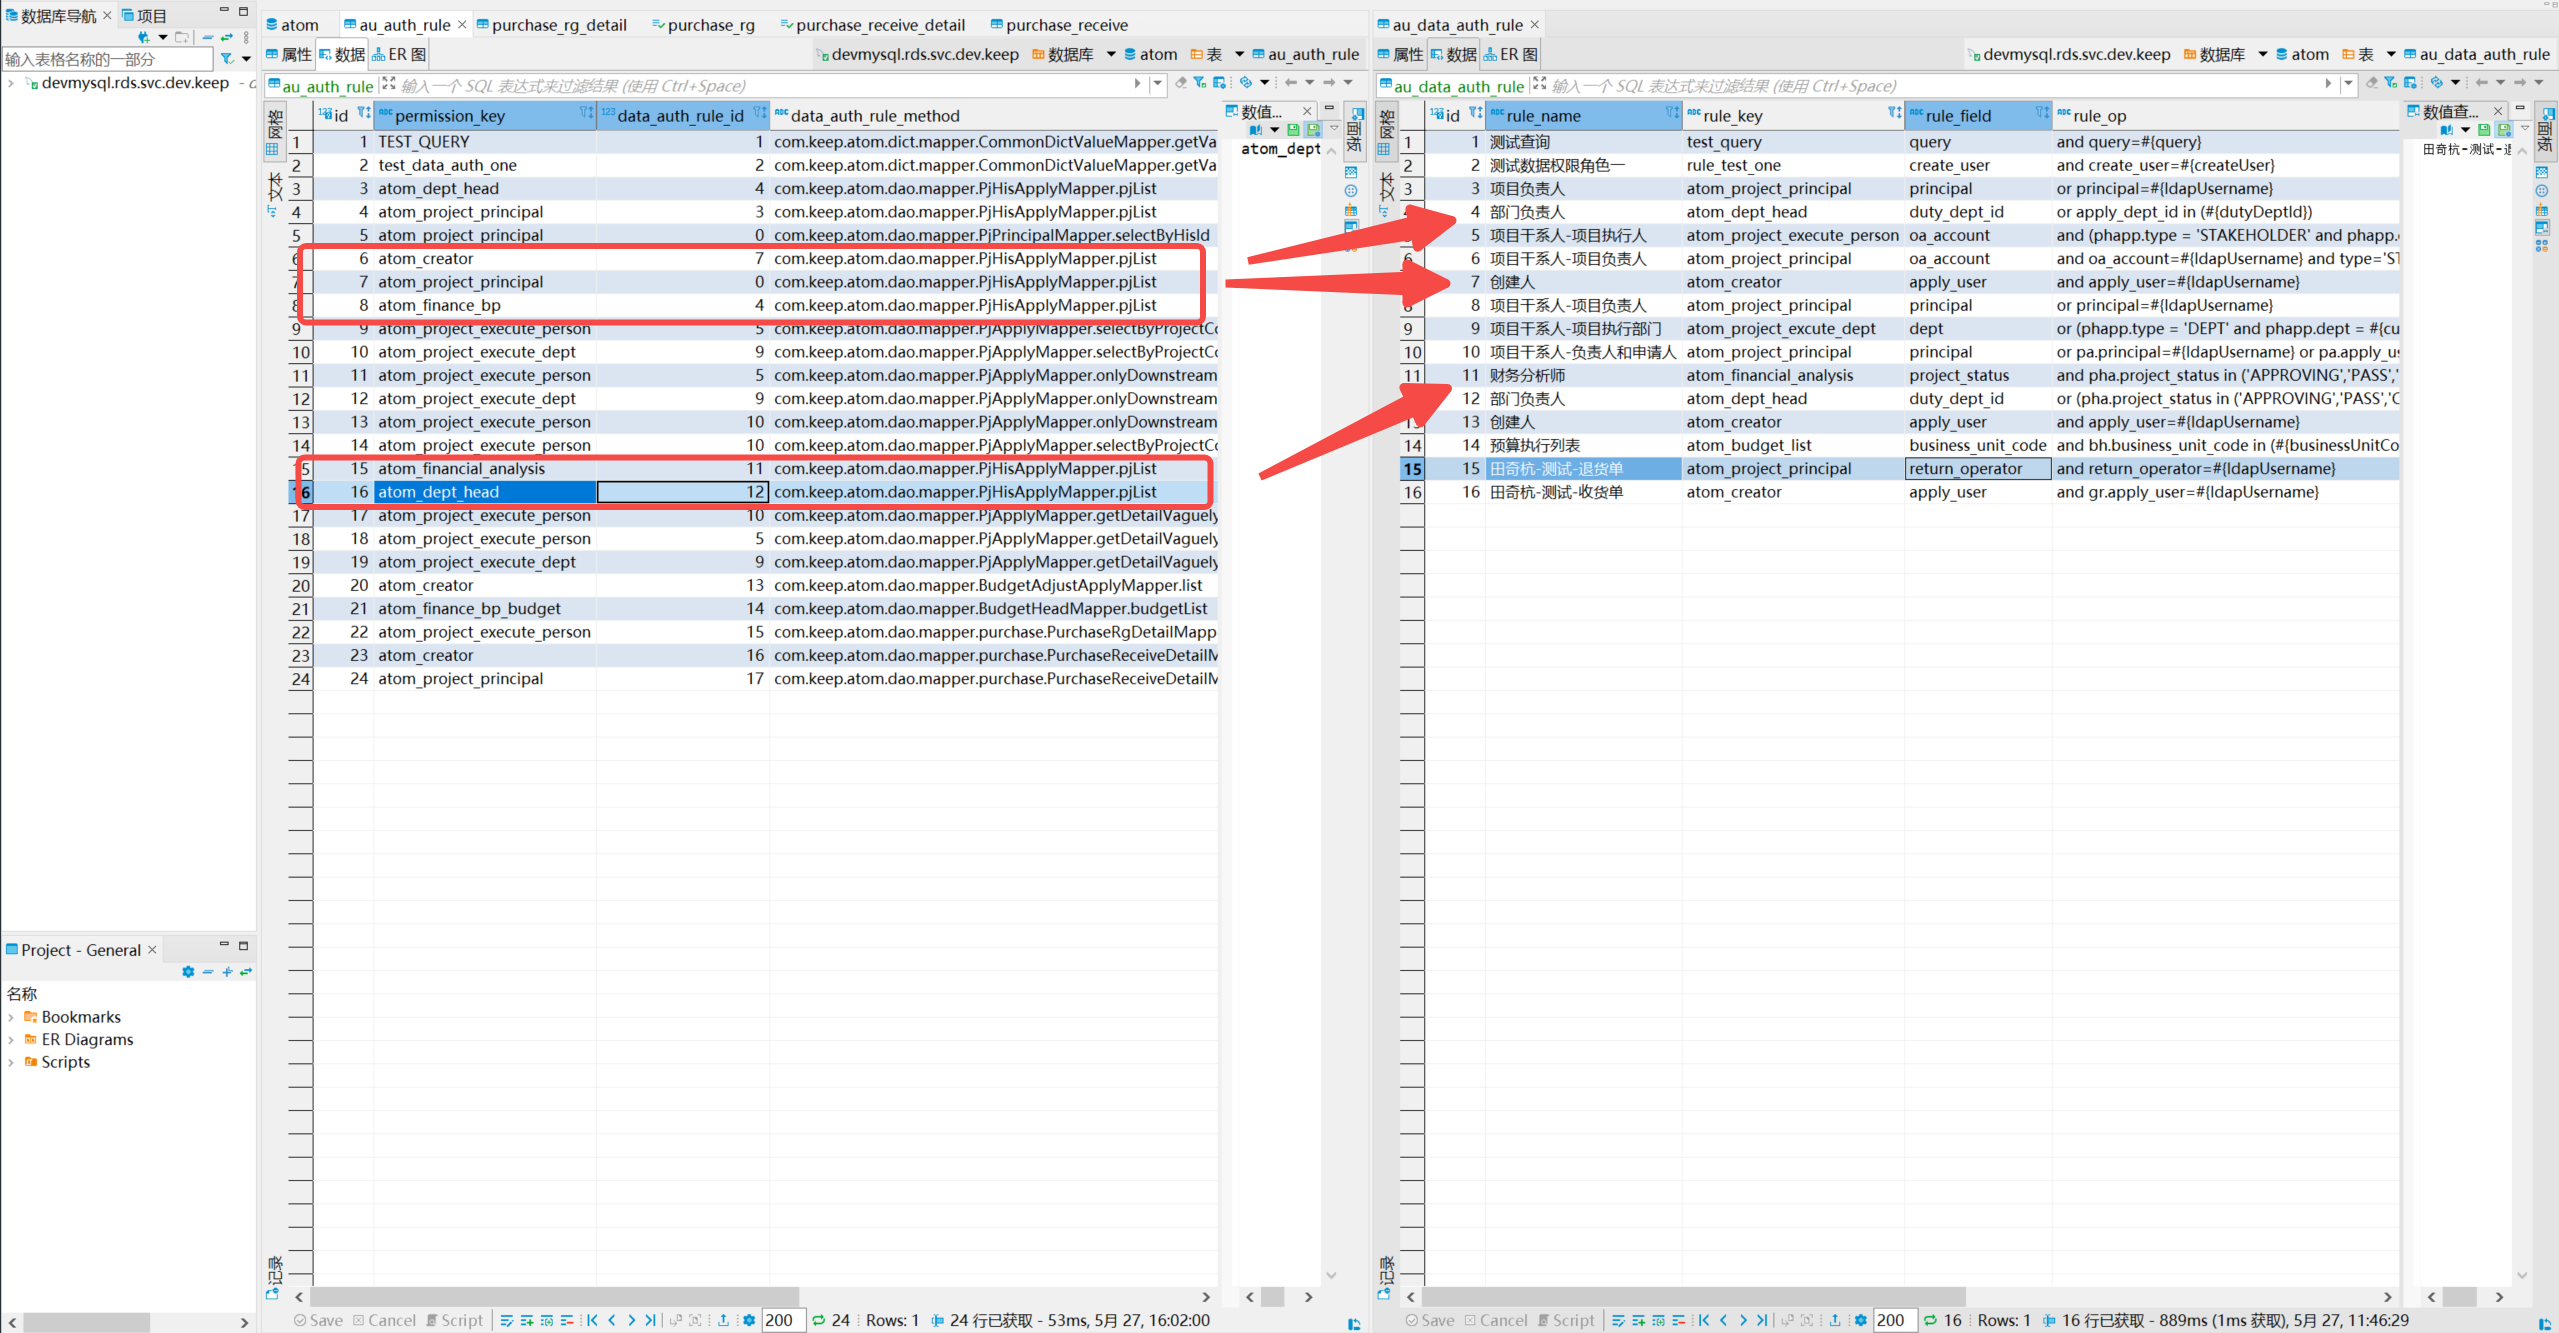 数据库导航 项目
输入表格名称的一部分
devmysql.rds.svc.dev.keep
Project - General
名称
Bookmarks
ER Diagrams
Scripts
atom au_auth_rule purchase_rg_detail purchase_rg purchase_receive_detail purchase_receive
属性 数据 ER 图 devmysql.rds.svc.dev.keep 数据库 atom 表 au_auth_rule
au_auth_rule 输入一个 SQL 表达式来过滤结果 (使用 Ctrl+Space)
网格
文本
记录
id permission_key data_auth_rule_id data_auth_rule_method
1 1 TEST_QUERY 1 com.keep.atom.dict.mapper.CommonDictValueMapper.getVa
2 2 test_data_auth_one 2 com.keep.atom.dict.mapper.CommonDictValueMapper.getVa
3 3 atom_dept_head 4 com.keep.atom.dao.mapper.PjHisApplyMapper.pjList
4 4 atom_project_principal 3 com.keep.atom.dao.mapper.PjHisApplyMapper.pjList
5 5 atom_project_principal 0 com.keep.atom.dao.mapper.PjPrincipalMapper.selectByHisId
6 6 atom_creator 7 com.keep.atom.dao.mapper.PjHisApplyMapper.pjList
7 7 atom_project_principal 0 com.keep.atom.dao.mapper.PjHisApplyMapper.pjList
8 8 atom_finance_bp 4 com.keep.atom.dao.mapper.PjHisApplyMapper.pjList
9 9 atom_project_execute_person 5 com.keep.atom.dao.mapper.PjApplyMapper.selectByProjectCo
10 10 atom_project_execute_dept 9 com.keep.atom.dao.mapper.PjApplyMapper.selectByProjectCo
11 11 atom_project_execute_person 5 com.keep.atom.dao.mapper.PjApplyMapper.onlyDownstream
12 12 atom_project_execute_dept 9 com.keep.atom.dao.mapper.PjApplyMapper.onlyDownstream
13 13 atom_project_execute_person 10 com.keep.atom.dao.mapper.PjApplyMapper.onlyDownstream
14 14 atom_project_execute_person 10 com.keep.atom.dao.mapper.PjApplyMapper.selectByProjectCo
15 15 atom_financial_analysis 11 com.keep.atom.dao.mapper.PjHisApplyMapper.pjList
16 16 atom_dept_head 12 com.keep.atom.dao.mapper.PjHisApplyMapper.pjList
17 17 atom_project_execute_person 10 com.keep.atom.dao.mapper.PjApplyMapper.getDetailVaguely
18 18 atom_project_execute_person 5 com.keep.atom.dao.mapper.PjApplyMapper.getDetailVaguely
19 19 atom_project_execute_dept 9 com.keep.atom.dao.mapper.PjApplyMapper.getDetailVaguely
20 20 atom_creator 13 com.keep.atom.dao.mapper.BudgetAdjustApplyMapper.list
21 21 atom_finance_bp_budget 14 com.keep.atom.dao.mapper.BudgetHeadMapper.budgetList
22 22 atom_project_execute_person 15 com.keep.atom.dao.mapper.purchase.PurchaseRgDetailMapp
23 23 atom_creator 16 com.keep.atom.dao.mapper.purchase.PurchaseReceiveDetailM
24 24 atom_project_principal 17 com.keep.atom.dao.mapper.purchase.PurchaseReceiveDetailM
数值...
atom_dept
Save Cancel Script 200 24 Rows: 1 24 行已获取 - 53ms, 5月 27, 16:02:00
au_data_auth_rule
属性 数据 ER 图 devmysql.rds.svc.dev.keep 数据库 atom 表 au_data_auth_rule
au_data_auth_rule 输入一个 SQL 表达式来过滤结果 (使用 Ctrl+Space)
网格
文本
记录
id rule_name rule_key rule_field rule_op
1 1 测试查询 test_query query and query=#{query}
2 2 测试数据权限角色一 rule_test_one create_user and create_user=#{createUser}
3 3 项目负责人 atom_project_principal principal or principal=#{ldapUsername}
4 4 部门负责人 atom_dept_head duty_dept_id or apply_dept_id in (#{dutyDeptId})
5 项目干系人-项目执行人 atom_project_execute_person oa_account and (phapp.type = 'STAKEHOLDER' and phapp.
6 6 项目干系人-项目负责人 atom_project_principal oa_account and oa_account=#{ldapUsername} and type='ST
7 创建人 atom_creator apply_user and apply_user=#{ldapUsername}
8 8 项目干系人-项目负责人 atom_project_principal principal or principal=#{ldapUsername}
9 9 项目干系人-项目执行部门 atom_project_excute_dept dept or (phapp.type = 'DEPT' and phapp.dept = #{cu
10 10 项目干系人-负责人和申请人 atom_project_principal principal or pa.principal=#{ldapUsername} or pa.apply_us
11 11 财务分析师 atom_financial_analysis project_status and pha.project_status in ('APPROVING','PASS','
12 部门负责人 atom_dept_head duty_dept_id or (pha.project_status in ('APPROVING','PASS','C
13 13 创建人 atom_creator apply_user and apply_user=#{ldapUsername}
14 14 预算执行列表 atom_budget_list business_unit_code and bh.business_unit_code in (#{businessUnitCo
15 15 田奇杭-测试-退货单 atom_project_principal return_operator and return_operator=#{ldapUsername}
16 16 田奇杭-测试-收货单 atom_creator apply_user and gr.apply_user=#{ldapUsername}
数值查...
田奇杭-测试-退
Save Cancel Script 200 16 Rows: 1 16 行已获取 - 889ms (1ms 获取), 5月 27, 11:46:29